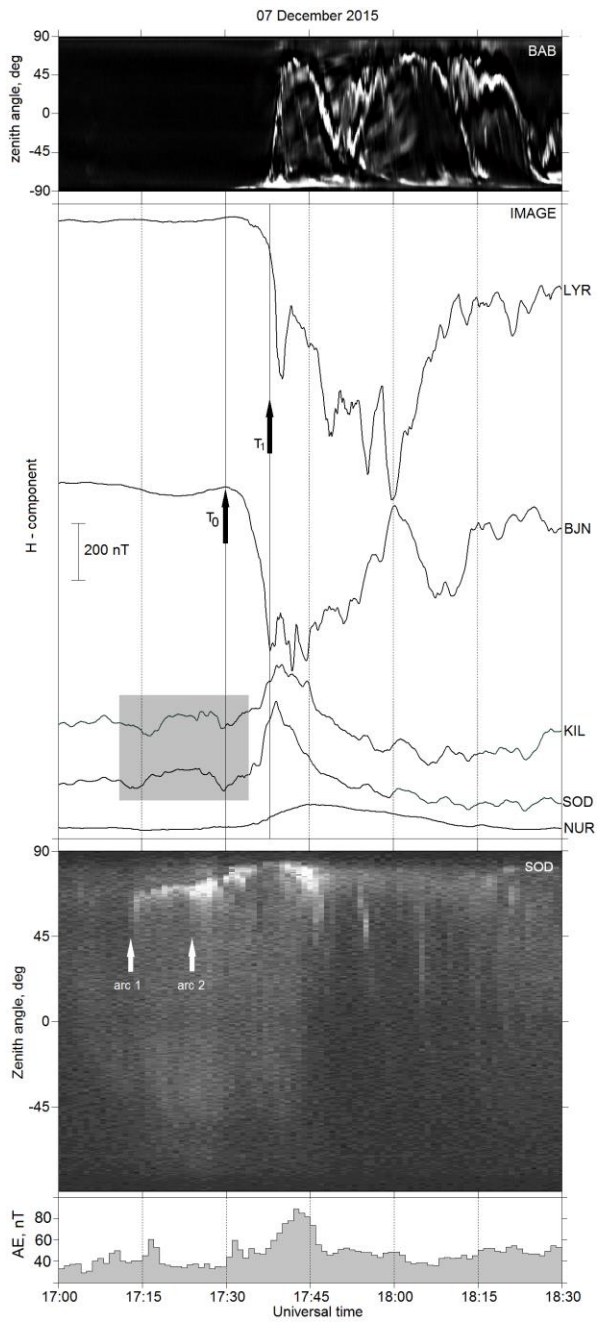 07 December 2015
90
45
0
-45
-90
zenith angle, deg
BAB
IMAGE
LYR
T1
H - component
T0
200 nT
BJN
KIL
SOD
NUR
90
45
0
-45
Zenith angle, deg
SOD
arc 1
arc 2
80
60
40
AE, nT
17:00 17:15 17:30 17:45 18:00 18:15 18:30
Universal time